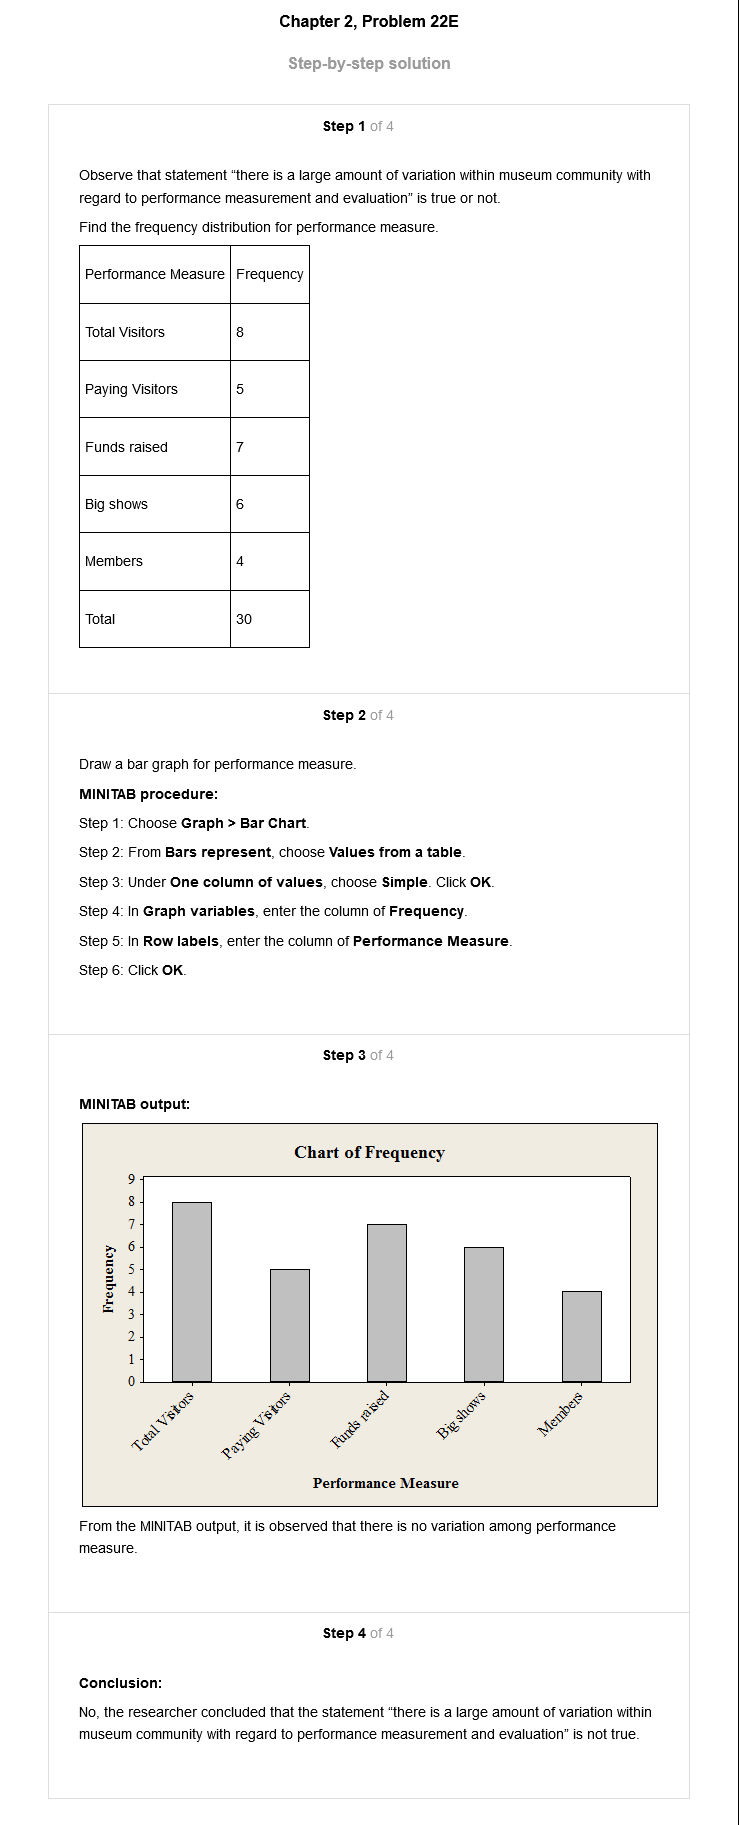 Chapter 2, Problem 22E
Step-by-step solution
Step 1 of 4
Observe that statement “there is a large amount of variation within museum community with
regard to performance measurement and evaluation” is true or not.
Find the frequency distribution for performance measure.
Performance Measure Frequency
Total Visitors 8
Paying Visitors 5
Funds raised 7
Big shows 6
Members 4
Total 30
Step 2 of 4
Draw a bar graph for performance measure.
MINITAB procedure:
Step 1: Choose Graph > Bar Chart.
Step 2: From Bars represent, choose Values from a table.
Step 3: Under One column of values, choose Simple. Click OK.
Step 4: In Graph variables, enter the column of Frequency.
Step 5: In Row labels, enter the column of Performance Measure.
Step 6: Click OK.
Step 3 of 4
MINITAB output:
Chart of Frequency
9
8
7
6
5
4
3
2
1
0
Frequency
Total Visitors
Paying Visitors
Funds raised
Big shows
Members
Performance Measure
From the MINITAB output, it is observed that there is no variation among performance
measure.
Step 4 of 4
Conclusion:
No, the researcher concluded that the statement “there is a large amount of variation within
museum community with regard to performance measurement and evaluation” is not true.